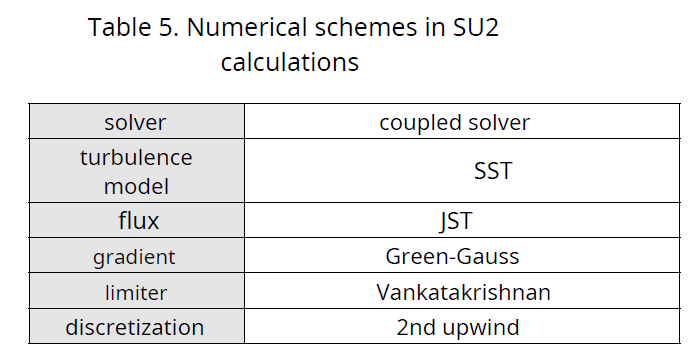 Table 5. Numerical schemes in SU2
calculations
solver coupled solver
turbulence
model
SST
flux JST
gradient Green-Gauss
limiter Vankatakrishnan
discretization 2nd upwind